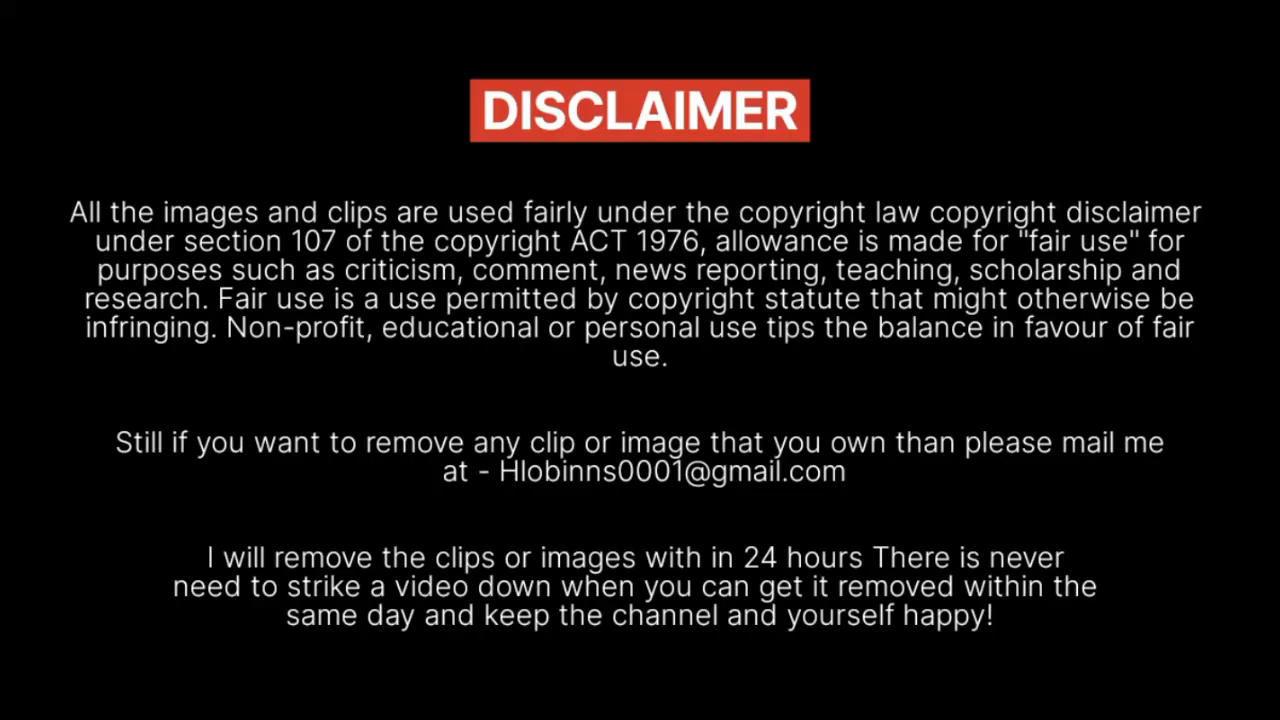 DISCLAIMER
All the images and clips are used fairly under the copyright law copyright disclaimer
under section 107 of the copyright ACT 1976, allowance is made for "fair use" for
purposes such as criticism, comment, news reporting, teaching, scholarship and
research. Fair use is a use permitted by copyright statute that might otherwise be
infringing. Non-profit, educational or personal use tips the balance in favour of fair
use.
Still if you want to remove any clip or image that you own than please mail me
at - Hlobinns0001@gmail.com
I will remove the clips or images with in 24 hours There is never
need to strike a video down when you can get it removed within the
same day and keep the channel and yourself happy!